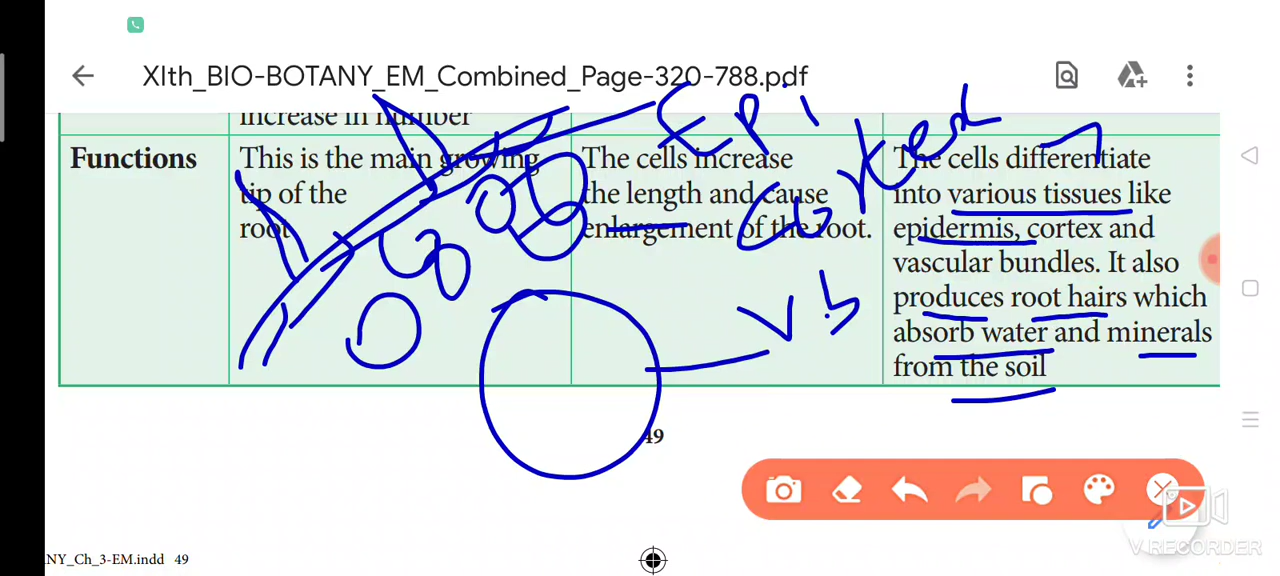 XIth_BIO-BOTANY_EM_Combined_Page-320-788.pdf
increase in number
Functions
This is the main growing
tip of the
root
The cells increase
the length and cause
enlargement of the root.
The cells differentiate
into various tissues like
epidermis, cortex and
vascular bundles. It also
produces root hairs which
absorb water and minerals
from the soil
Epi
Vb
49
NY_Ch_3-EM.indd 49
V RECORDER